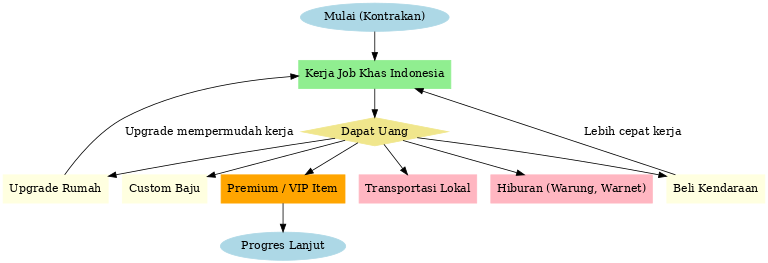 Mulai (Kontrakan)
Kerja Job Khas Indonesia
Upgrade mempermudah kerja
Dapat Uang
Lebih cepat kerja
Upgrade Rumah
Custom Baju
Premium / VIP Item
Transportasi Lokal
Hiburan (Warung, Warnet)
Beli Kendaraan
Progres Lanjut